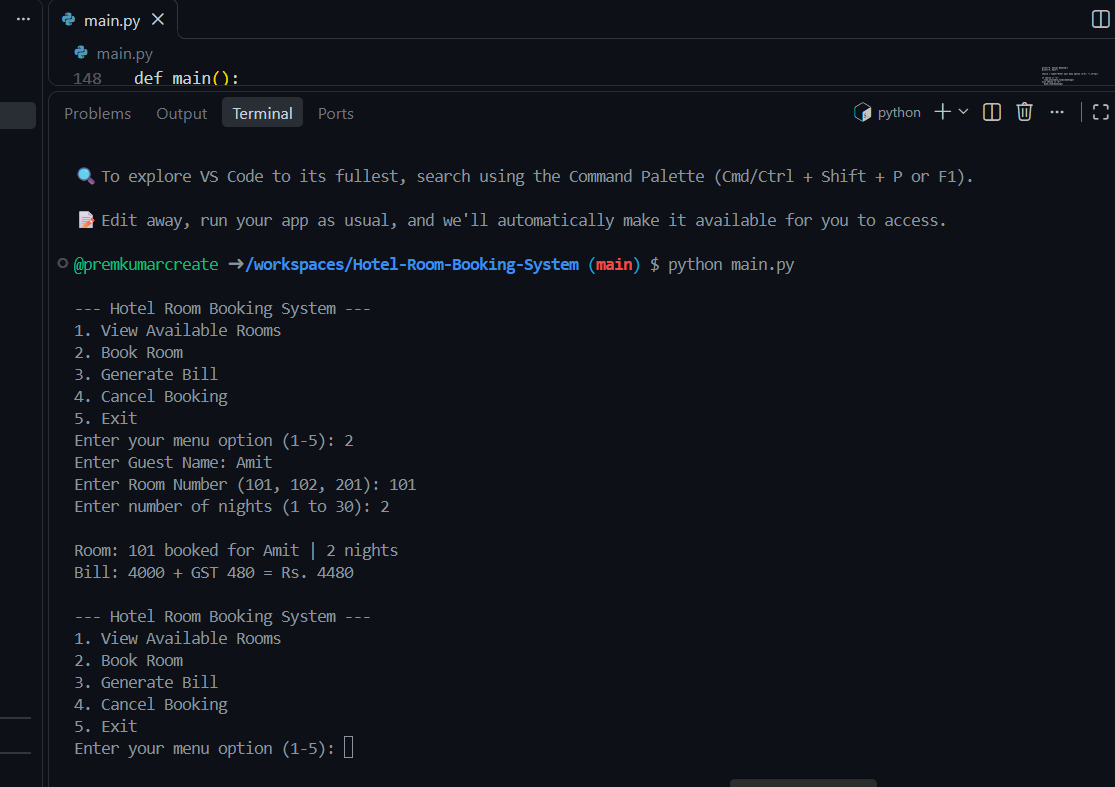 main.py
main.py
148 def main():
Problems Output Terminal Ports
python
To explore VS Code to its fullest, search using the Command Palette (Cmd/Ctrl + Shift + P or F1).
Edit away, run your app as usual, and we'll automatically make it available for you to access.
@premkumarcreate ➜/workspaces/Hotel-Room-Booking-System (main) $ python main.py
--- Hotel Room Booking System ---
1. View Available Rooms
2. Book Room
3. Generate Bill
4. Cancel Booking
5. Exit
Enter your menu option (1-5): 2
Enter Guest Name: Amit
Enter Room Number (101, 102, 201): 101
Enter number of nights (1 to 30): 2
Room: 101 booked for Amit | 2 nights
Bill: 4000 + GST 480 = Rs. 4480
--- Hotel Room Booking System ---
1. View Available Rooms
2. Book Room
3. Generate Bill
4. Cancel Booking
5. Exit
Enter your menu option (1-5):